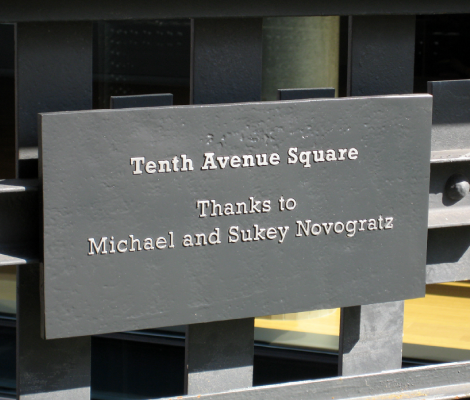 Tenth Avenue Square
Thanks to
Michael and Sukey Novogratz